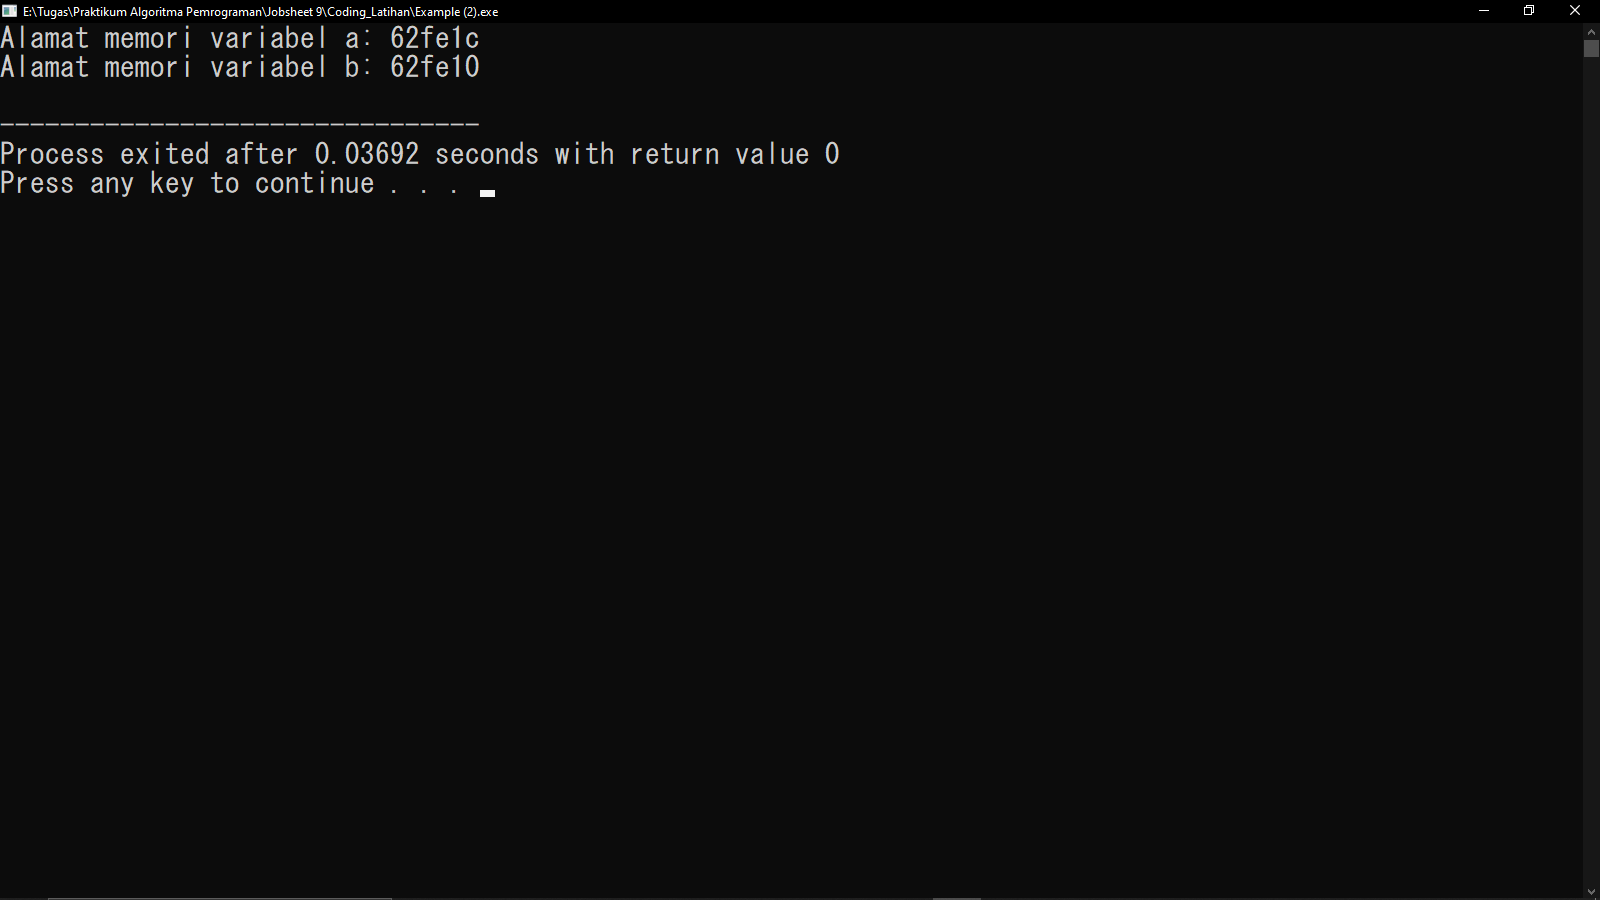 E:\Tugas\Praktikum Algoritma Pemrograman\Jobsheet 9\Coding_Latihan\Example (2).exe
Alamat memori variabel a: 62fe1c
Alamat memori variabel b: 62fe10
--------------------------------
Process exited after 0.03692 seconds with return value 0
Press any key to continue . . .